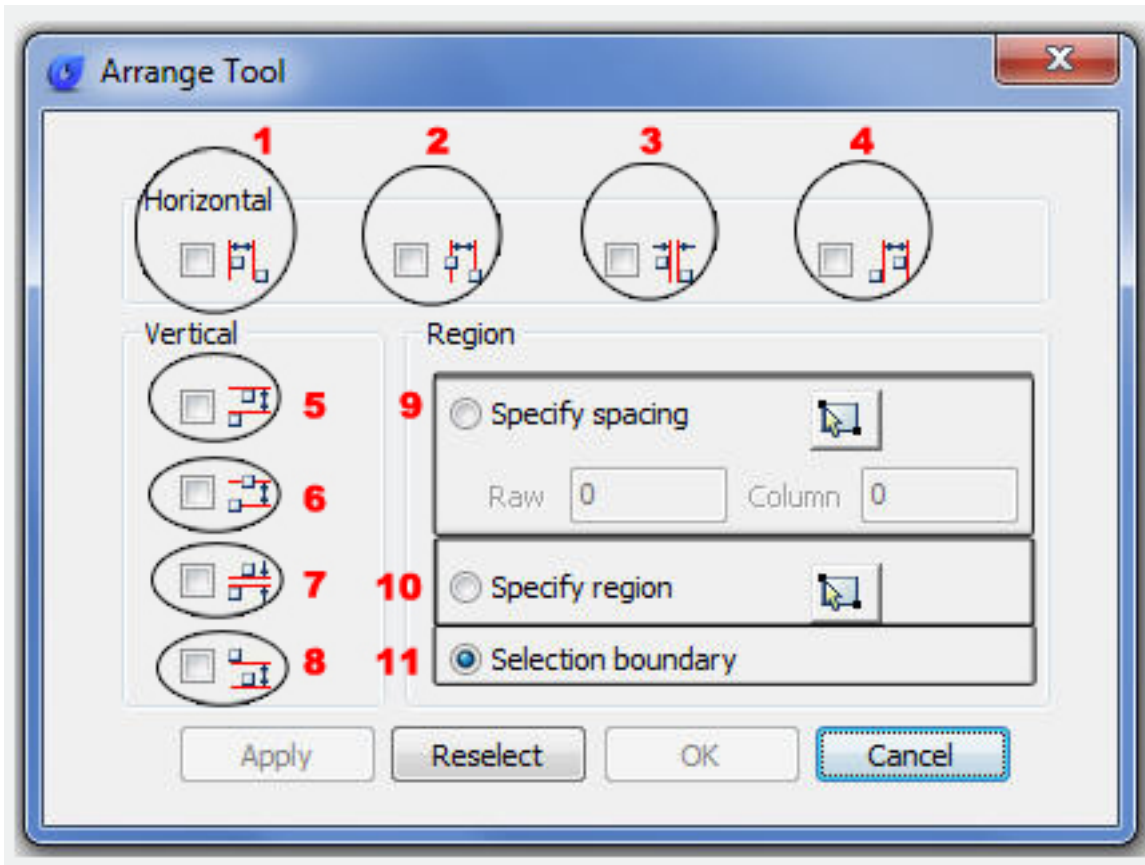 Arrange Tool
1 2 3 4
Horizontal
Vertical
Region
5
9 Specify spacing
Raw 0 Column 0
6
7
10 Specify region
8
11 Selection boundary
Apply Reselect OK Cancel